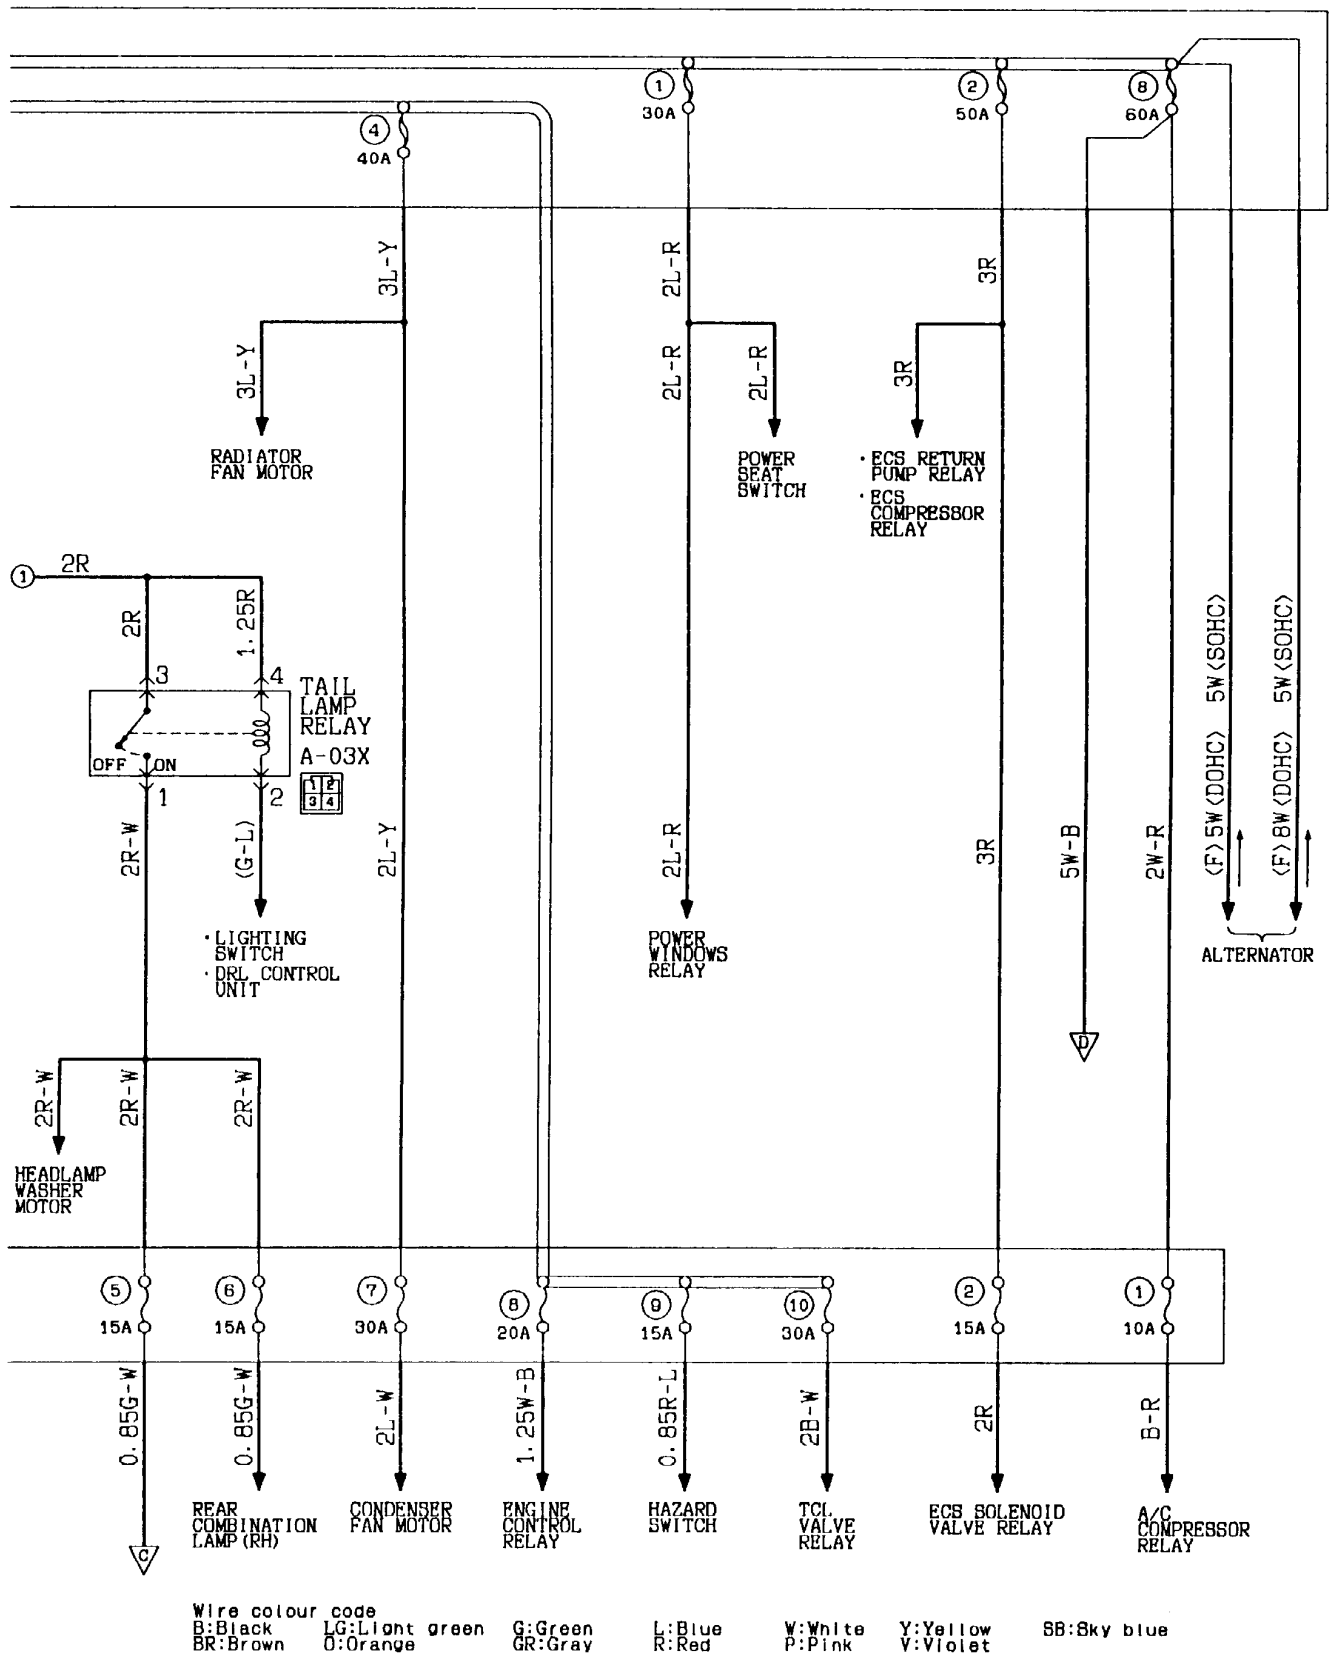 1
30A
2
50A
8
60A
4
40A
3L-Y
2L-R
3R
3L-Y
2L-R
2L-R
3R
RADIATOR
FAN MOTOR
POWER
SEAT
SWITCH
·ECS RETURN
PUMP RELAY
·ECS
COMPRESSOR
RELAY
1
2R
2R
1.25R
3
4
TAIL
LAMP
RELAY
A-03X
OFF
ON
1 2
3 4
1
2
2R-W
(G-L)
2L-Y
2L-R
3R
5W-B
2W-R
<F>5W<DOHC> 5W<SOHC>
<F>8W<DOHC> 5W<SOHC>
·LIGHTING
SWITCH
·DRL CONTROL
UNIT
POWER
WINDOWS
RELAY
ALTERNATOR
D
2R-W
2R-W
2R-W
HEADLAMP
WASHER
MOTOR
5
15A
6
15A
7
30A
8
20A
9
15A
10
30A
2
15A
1
10A
0.85G-W
0.85G-W
2L-W
1.25W-B
0.85R-L
2B-W
2R
B-R
C
REAR
COMBINATION
LAMP(RH)
CONDENSER
FAN MOTOR
ENGINE
CONTROL
RELAY
HAZARD
SWITCH
TCL
VALVE
RELAY
ECS SOLENOID
VALVE RELAY
A/C
COMPRESSOR
RELAY
Wire colour code
B:Black LG:Light green G:Green L:Blue W:White Y:Yellow SB:Sky blue
BR:Brown O:Orange GR:Gray R:Red P:Pink V:Violet